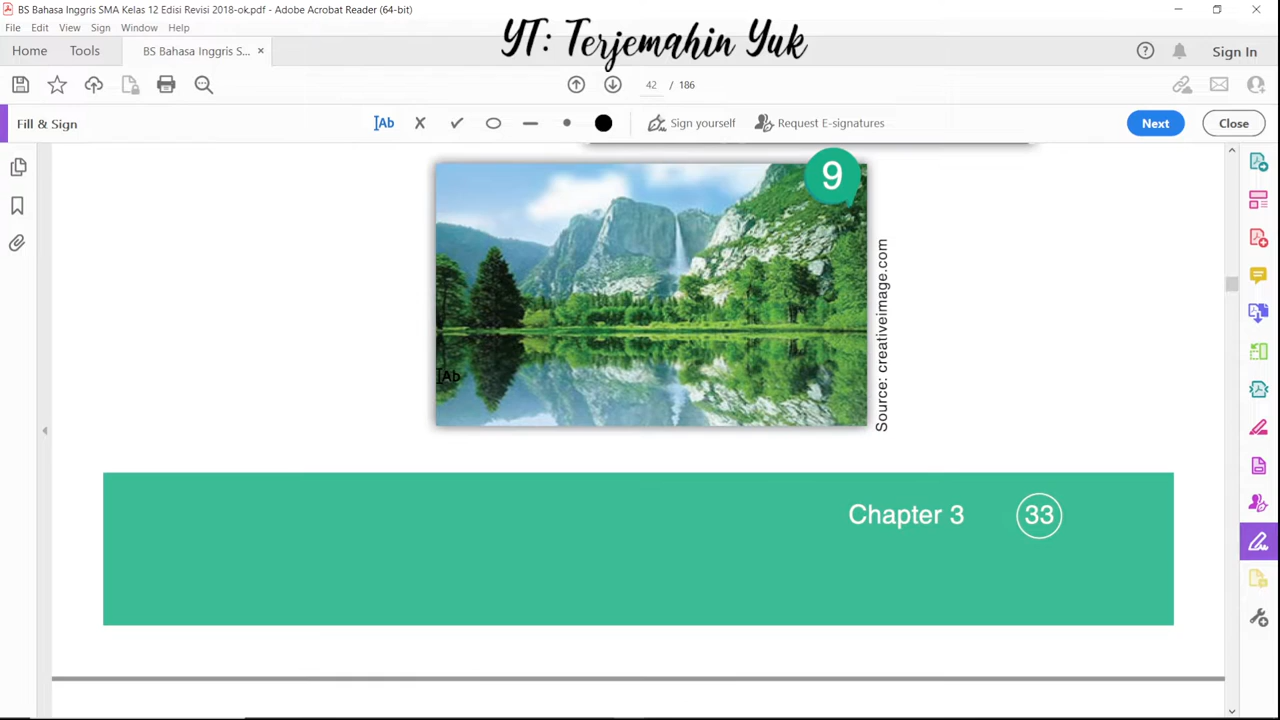 BS Bahasa Inggris SMA Kelas 12 Edisi Revisi 2018-ok.pdf - Adobe Acrobat Reader (64-bit)
YT: Terjemahin Yuk
File Edit View Sign Window Help
Home Tools BS Bahasa Inggris S... × Sign In
42 / 186
Fill & Sign
Ab
Sign yourself
Request E-signatures
Next
Close
9
Source: creativeimage.com
Ab
Chapter 3 33